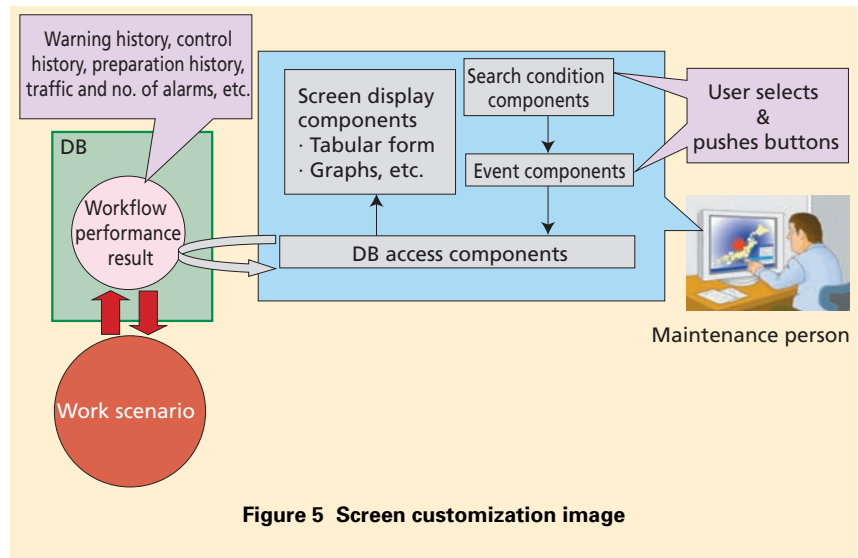 Warning history, control
history, preparation history,
traffic and no. of alarms, etc.
DB
Workflow
performance
result
Work scenario
Screen display
components
· Tabular form
· Graphs, etc.
Search condition
components
Event components
DB access components
User selects
&
pushes buttons
Maintenance person
Figure 5 Screen customization image